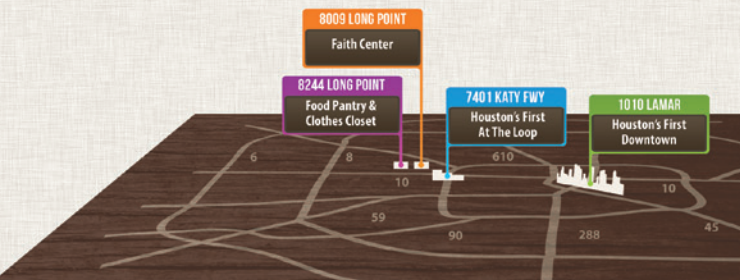 8009 LONG POINT
Faith Center
8244 LONG POINT
Food Pantry &
Clothes Closet
7401 KATY FWY
Houston's First
At The Loop
1010 LAMAR
Houston's First
Downtown
6
8
610
10
10
59
90
288
45